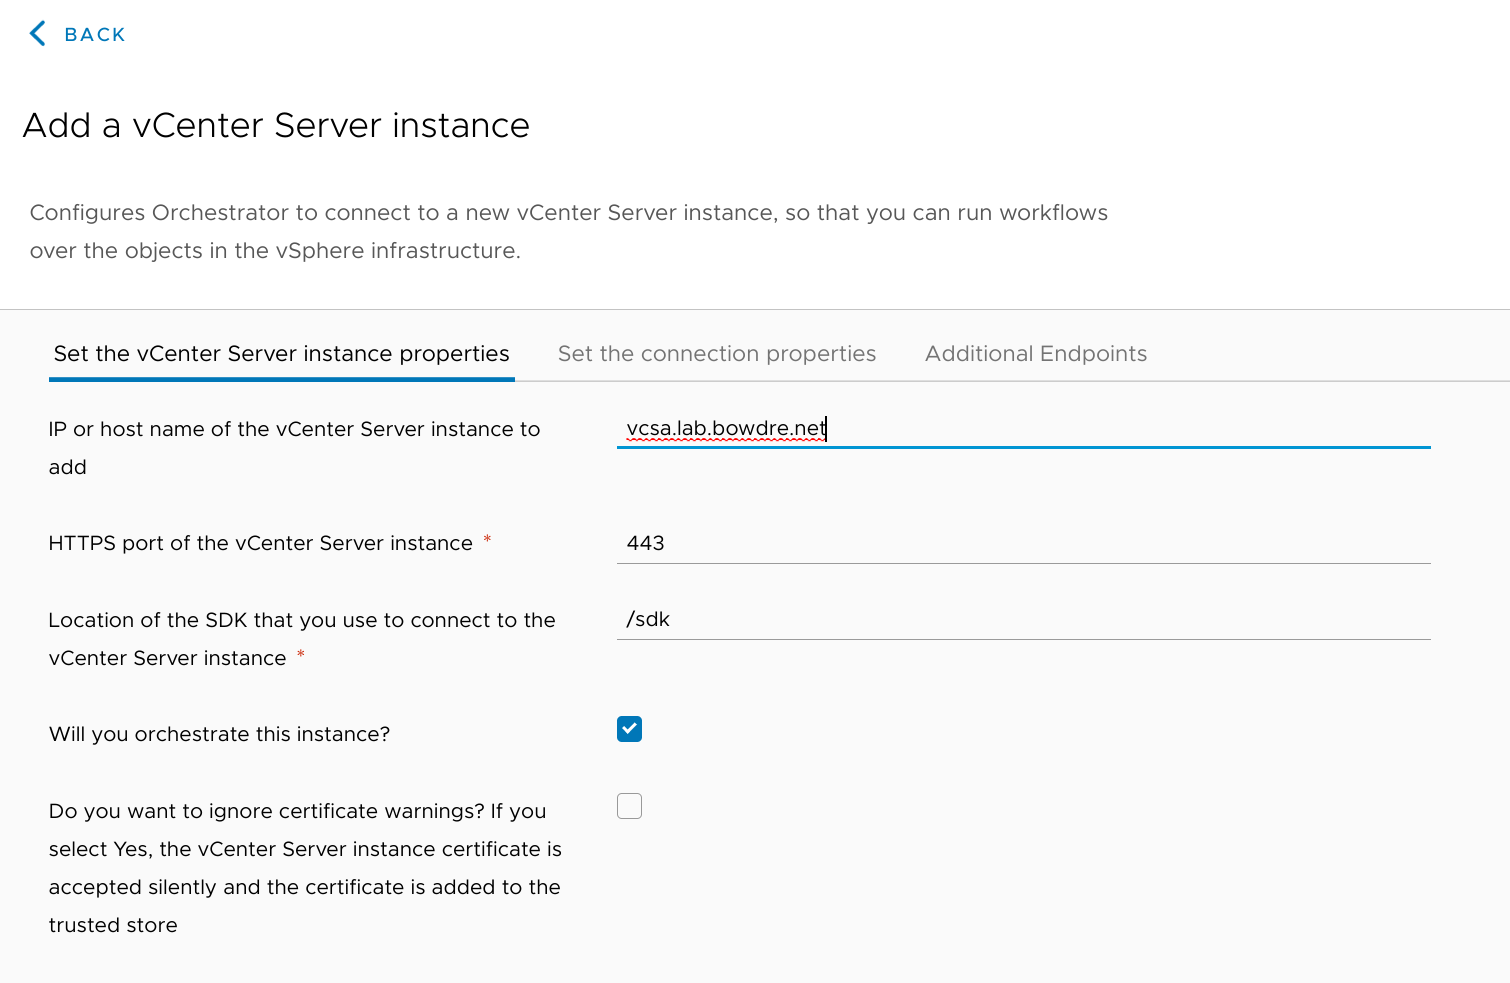 BACK
Add a vCenter Server instance
Configures Orchestrator to connect to a new vCenter Server instance, so that you can run workflows
over the objects in the vSphere infrastructure.
Set the vCenter Server instance properties
Set the connection properties
Additional Endpoints
IP or host name of the vCenter Server instance to
add
vcsa.lab.bowdre.net
HTTPS port of the vCenter Server instance *
443
Location of the SDK that you use to connect to the
vCenter Server instance *
/sdk
Will you orchestrate this instance?
Do you want to ignore certificate warnings? If you
select Yes, the vCenter Server instance certificate is
accepted silently and the certificate is added to the
trusted store